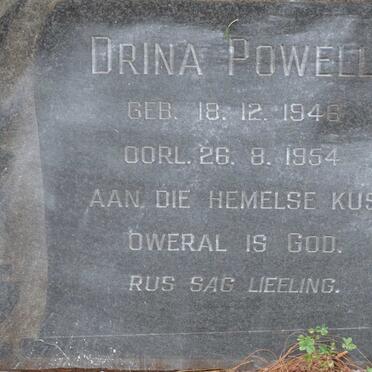 DRINA POWELL
GEB. 18. 12. 1946
OORL. 26. 8. 1954
AAN DIE HEMELSE KUS
OWERAL IS GOD.
RUS SAG LIEELING.